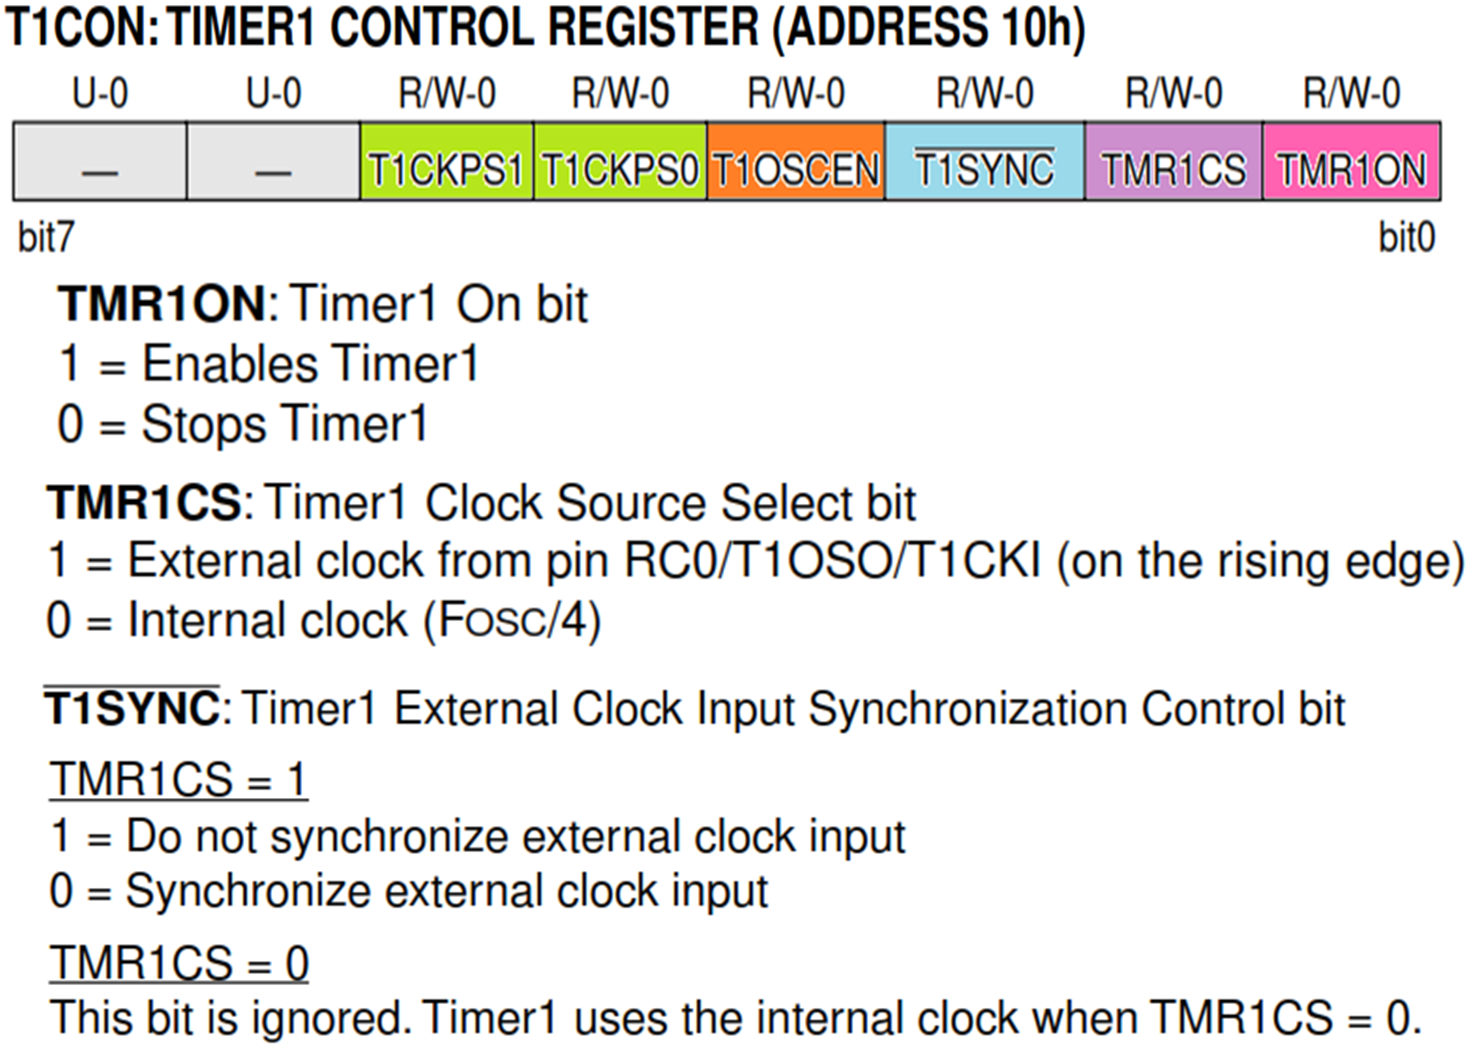 T1CON: TIMER1 CONTROL REGISTER (ADDRESS 10h)
U-0 U-0 R/W-0 R/W-0 R/W-0 R/W-0 R/W-0 R/W-0
— — T1CKPS1 T1CKPS0 T1OSCEN T1SYNC TMR1CS TMR1ON
bit7 bit0
TMR1ON: Timer1 On bit
1 = Enables Timer1
0 = Stops Timer1
TMR1CS: Timer1 Clock Source Select bit
1 = External clock from pin RC0/T1OSO/T1CKI (on the rising edge)
0 = Internal clock (FOSC/4)
T1SYNC: Timer1 External Clock Input Synchronization Control bit
TMR1CS = 1
1 = Do not synchronize external clock input
0 = Synchronize external clock input
TMR1CS = 0
This bit is ignored. Timer1 uses the internal clock when TMR1CS = 0.